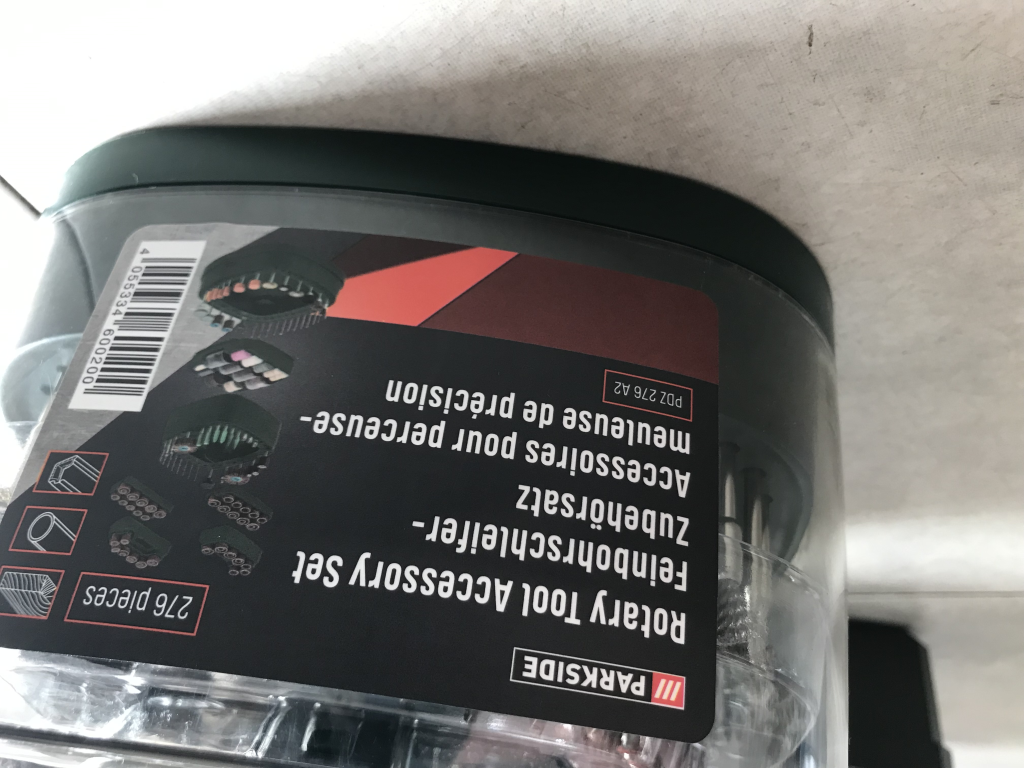 PARKSIDE
Rotary Tool Accessory Set
Feinbohrschleifer-
Zubehörsatz
Accessoires pour perceuse-
meuleuse de précision
PDZ 276 A2
276 pieces
4 055334 600200